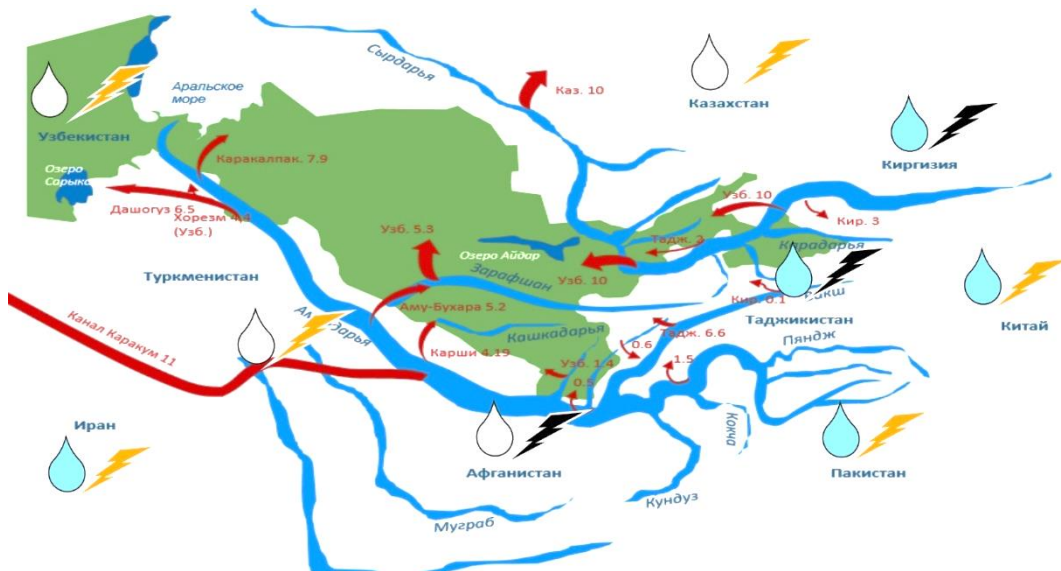 Сырдарья
Каз. 10
Казахстан
Аральское
море
Узбекистан
Киргизия
Каракалпак. 7.9
Озеро
Сарыка
Дашогуз 6.5
Хорезм 4.4
(Узб.)
Узб. 10
Кир. 3
Узб. 5.3
Тадж. 2
Озеро Айдар
Карадарья
Зарафшан
Туркменистан
Узб. 10
Кир. 0.1
Вакш
Аму-Бухара 5.2
Таджикистан
Китай
Канал Каракум 11
Кашкадарья
Тадж. 6.6
Пяндж
Карши 4.19
0.6
Узб. 1.4
1.5
0.5
Иран
Кокча
Афганистан
Пакистан
Кундуз
Муграб